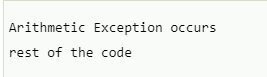 Arithmetic Exception occurs
rest of the code